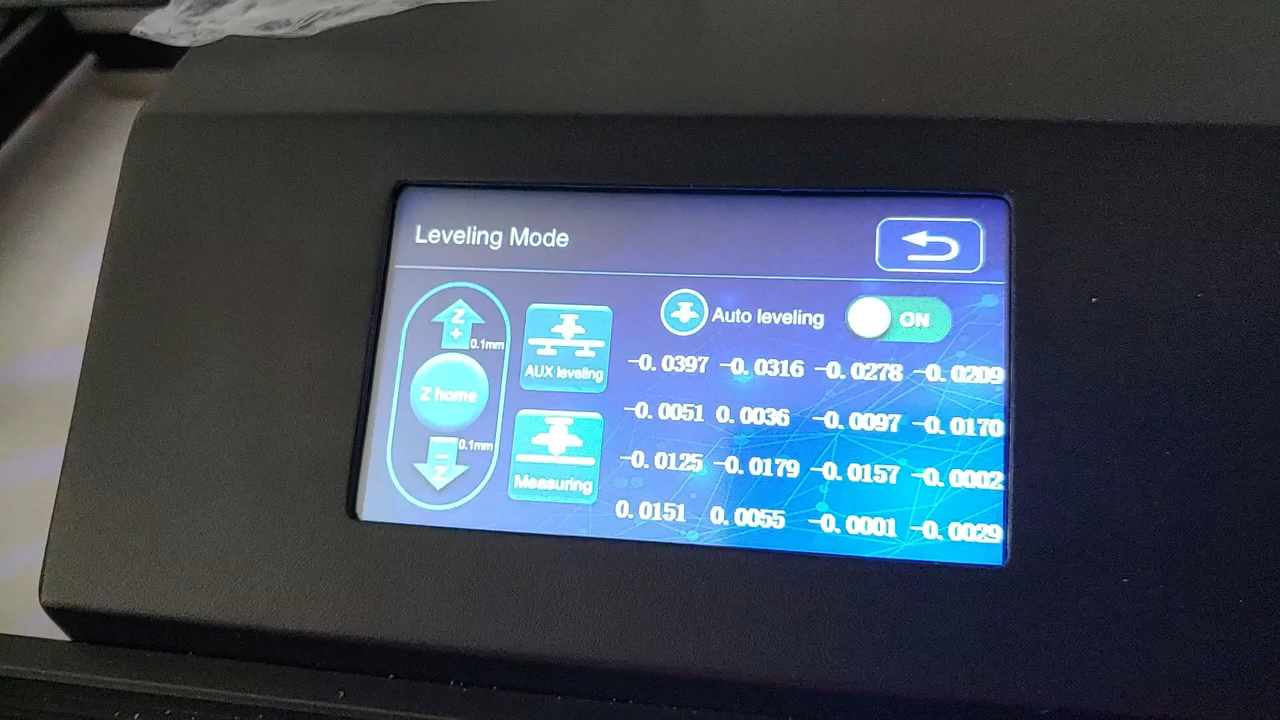 Leveling Mode
Z
+
0.1mm
Z home
0.1mm
−
Z
AUX leveling
Measuring
Auto leveling ON
-0.0397 -0.0316 -0.0278 -0.0209
-0.0051 0.0036 -0.0097 -0.0170
-0.0125 -0.0179 -0.0157 -0.0002
0.0151 0.0055 -0.0001 -0.0029